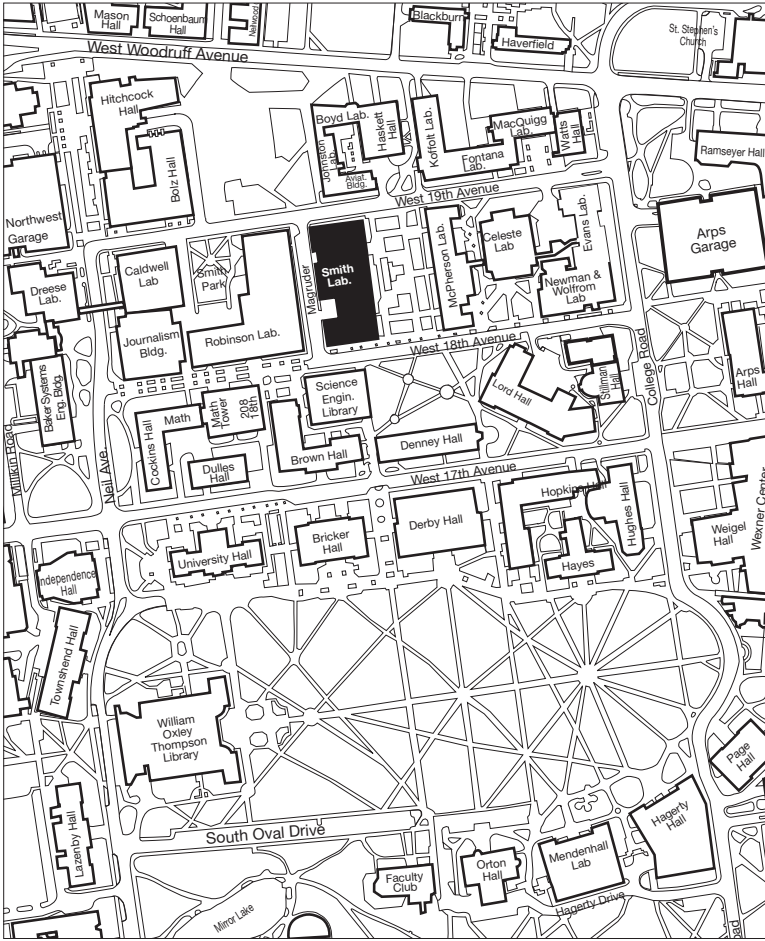 Mason
Hall
Schoenbaum
Hall
Blackburn
Haverfield
St. Stephen's
Church
West Woodruff Avenue
Hitchcock
Hall
Boyd Lab.
Haskett
Hall
Johnston
Lab.
Aviat.
Bldg.
Koffolt Lab.
MacQuigg
Lab.
Watts
Hall
Fontana
Lab.
Ramseyer Hall
Bolz Hall
West 19th Avenue
Northwest
Garage
Arps
Garage
Evans Lab.
Celeste
Lab
McPherson Lab.
Newman &
Wolfrom
Lab
Smith
Lab.
Magruder
Smith
Park
Caldwell
Lab
Dreese
Lab.
Journalism
Bldg.
Robinson Lab.
West 18th Avenue
College Road
Baker Systems
Eng. Bldg.
Lord Hall
Stillman
Hall
Arps
Hall
Science
Engin.
Library
Math
Math
Tower
208
18th
Cockins Hall
Dulles
Hall
Brown Hall
Denney Hall
Millikin Road
Neil Ave.
West 17th Avenue
Hopkins Hall
Hughes Hall
Wexner Center
Weigel
Hall
Derby Hall
Bricker
Hall
University Hall
Hayes
Independence
Hall
Townshend Hall
William
Oxley
Thompson
Library
Page
Hall
Hagerty
Hall
South Oval Drive
Lazenby Hall
Mendenhall
Lab
Orton
Hall
Faculty
Club
Hagerty Drive
Mirror Lake